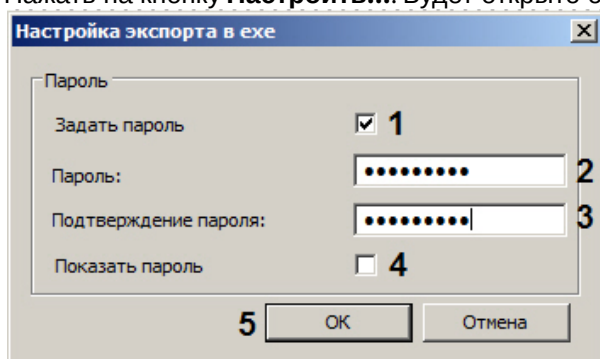 Нажать на кнопку Настроить.... Будет открыто о
Настройка экспорта в exe
Пароль
Задать пароль 1
Пароль: ●●●●●●●●● 2
Подтверждение пароля: ●●●●●●●●● 3
Показать пароль 4
5 ОК Отмена